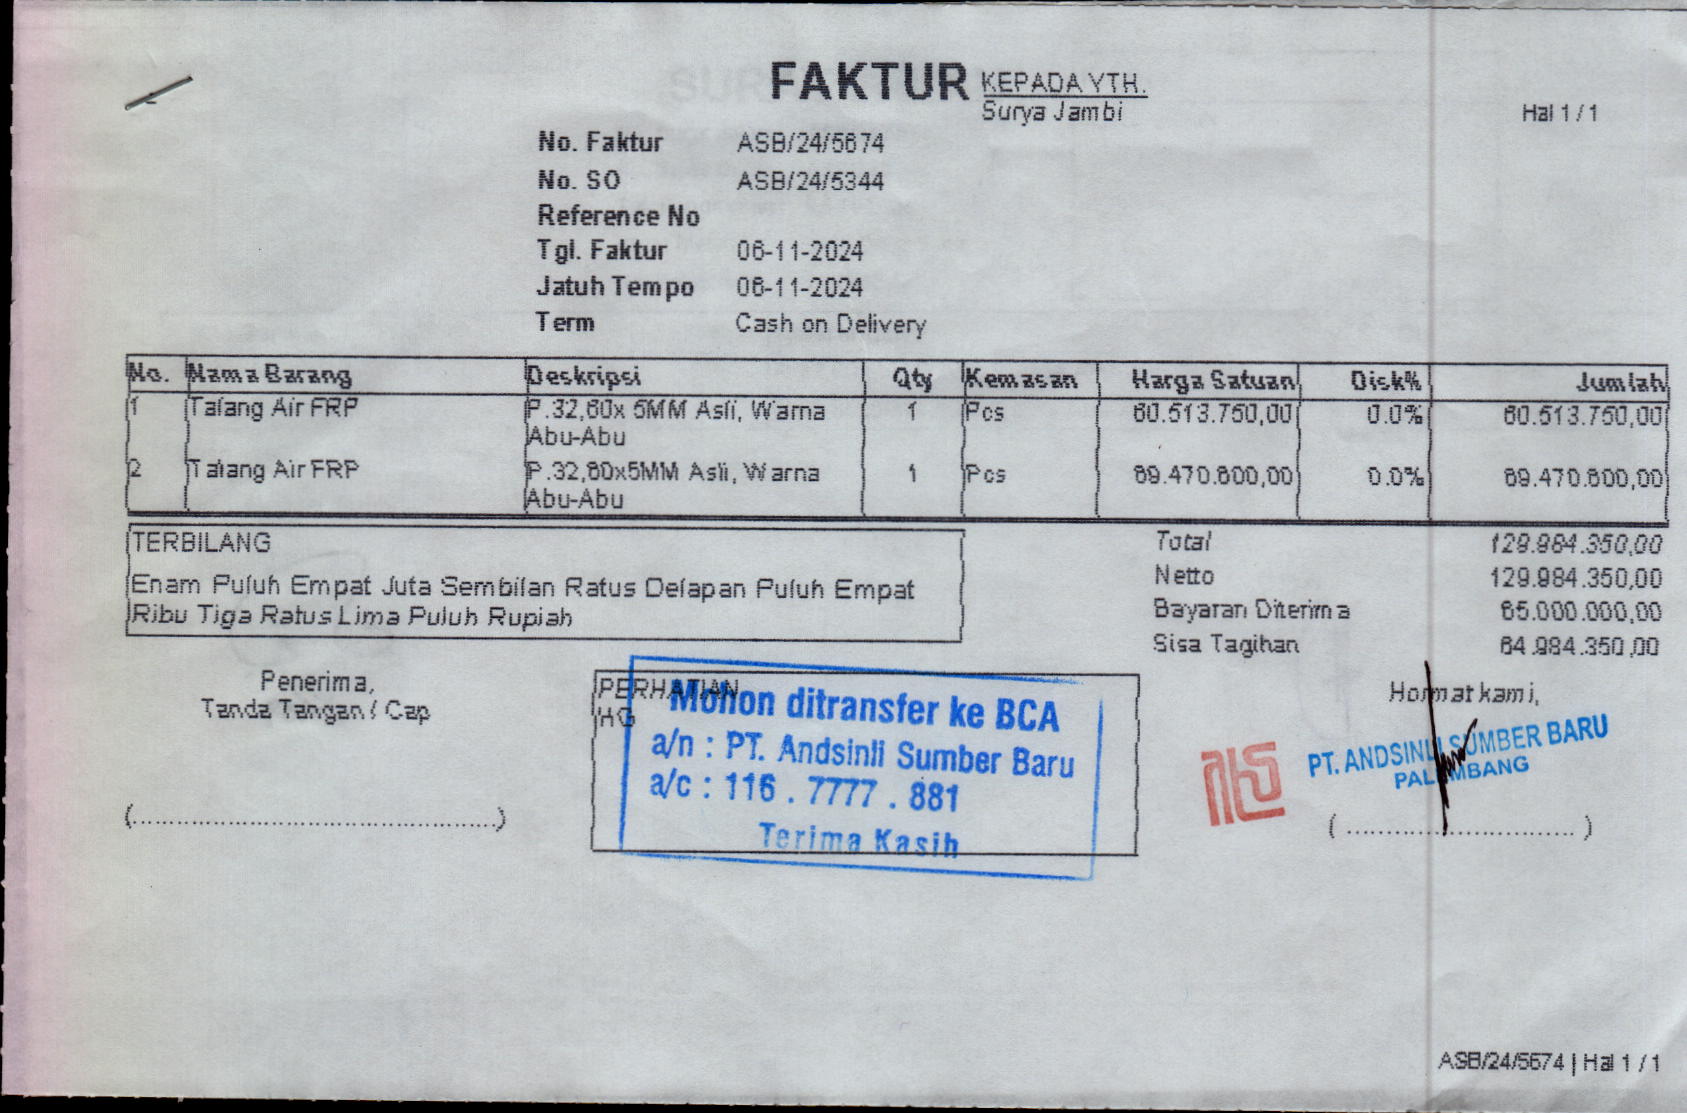 FAKTUR
KEPADA YTH.
Surya Jambi
Hal 1 / 1
No. Faktur ASB/24/5674
No. SO ASB/24/5344
Reference No
Tgl. Faktur 06-11-2024
Jatuh Tempo 06-11-2024
Term Cash on Delivery
No. Nama Barang Deskripsi Qty Kemasan Harga Satuan Disk% Jumlah
1 Talang Air FRP P.32,60x 5MM Asli, Warna 1 Pcs 60.513.750,00 0.0% 60.513.750,00
Abu-Abu
2 Talang Air FRP P.32,60x5MM Asli, Warna 1 Pcs 69.470.600,00 0.0% 69.470.600,00
Abu-Abu
TERBILANG
Enam Puluh Empat Juta Sembilan Ratus Delapan Puluh Empat
Ribu Tiga Ratus Lima Puluh Rupiah
Total 129.984.350,00
Netto 129.984.350,00
Bayaran Diterima 65.000.000,00
Sisa Tagihan 64.984.350,00
Penerima,
Tanda Tangan / Cap
(..................................................)
PERHATIAN
HG
Mohon ditransfer ke BCA
a/n : PT. Andsinli Sumber Baru
a/c : 116 . 7777 . 881
Terima Kasih
Hormat kami,
PT. ANDSINLI SUMBER BARU
PALEMBANG
( ............................... )
ASB/24/5674 | Hal 1 / 1